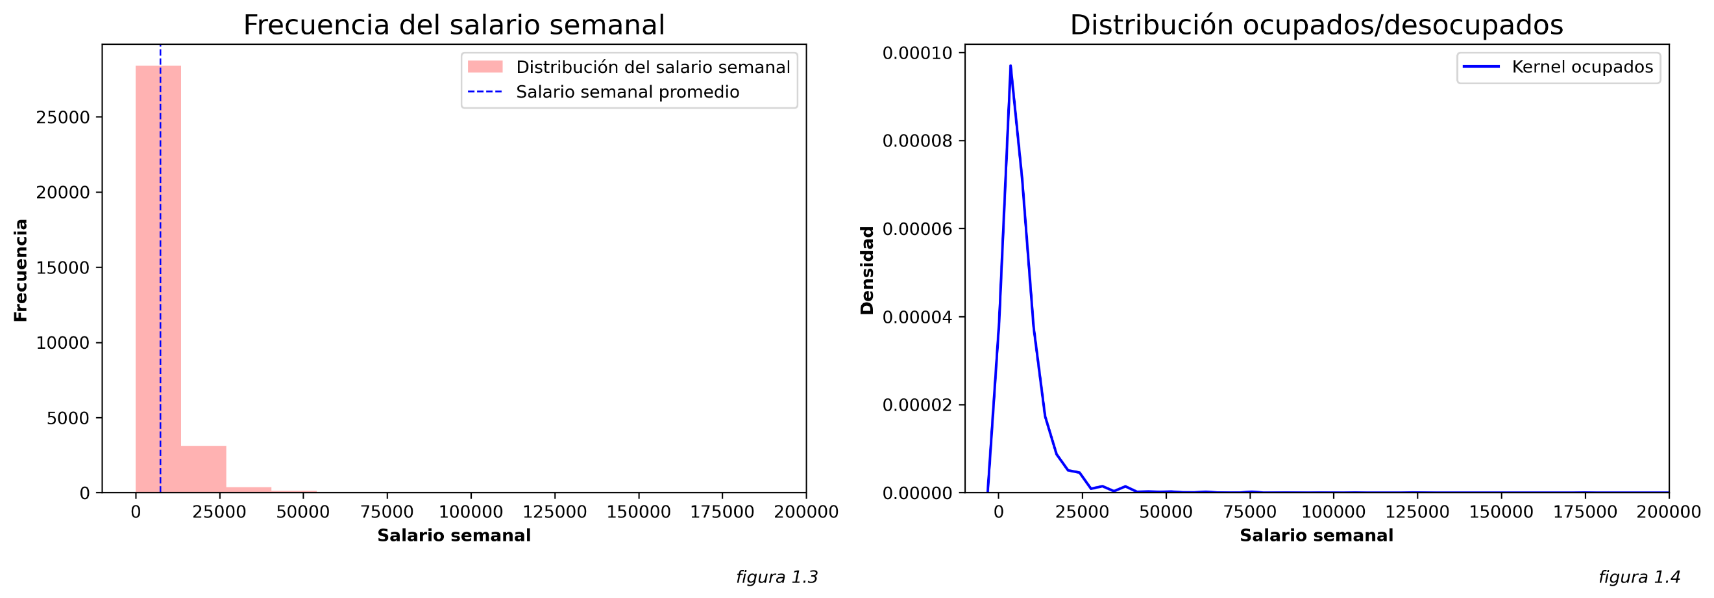 Frecuencia del salario semanal
Distribución del salario semanal
Salario semanal promedio
25000
20000
15000
10000
5000
0
Frecuencia
0 25000 50000 75000 100000 125000 150000 175000 200000
Salario semanal
figura 1.3
Distribución ocupados/desocupados
Kernel ocupados
0.00010
0.00008
0.00006
0.00004
0.00002
0.00000
Densidad
0 25000 50000 75000 100000 125000 150000 175000 200000
Salario semanal
figura 1.4